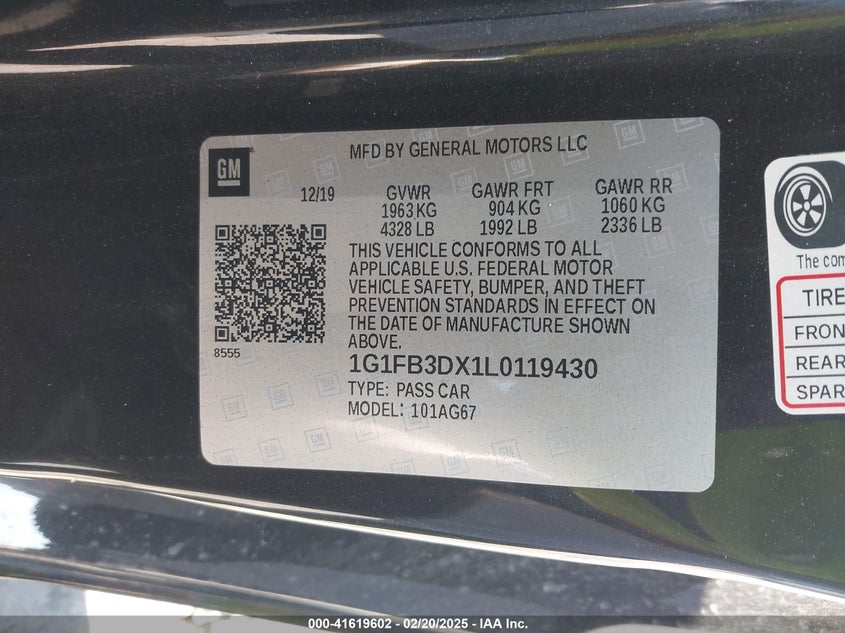 GM
MFD BY GENERAL MOTORS LLC
12/19
GVWR
1963 KG
4328 LB
GAWR FRT
904 KG
1992 LB
GAWR RR
1060 KG
2336 LB
THIS VEHICLE CONFORMS TO ALL
APPLICABLE U.S. FEDERAL MOTOR
VEHICLE SAFETY, BUMPER, AND THEFT
PREVENTION STANDARDS IN EFFECT ON
THE DATE OF MANUFACTURE SHOWN
ABOVE.
8555
1G1FB3DX1L0119430
TYPE: PASS CAR
MODEL: 101AG67
The com
TIRE
FRON
REAR
SPAR
000-41619602 - 02/20/2025 - IAA Inc.